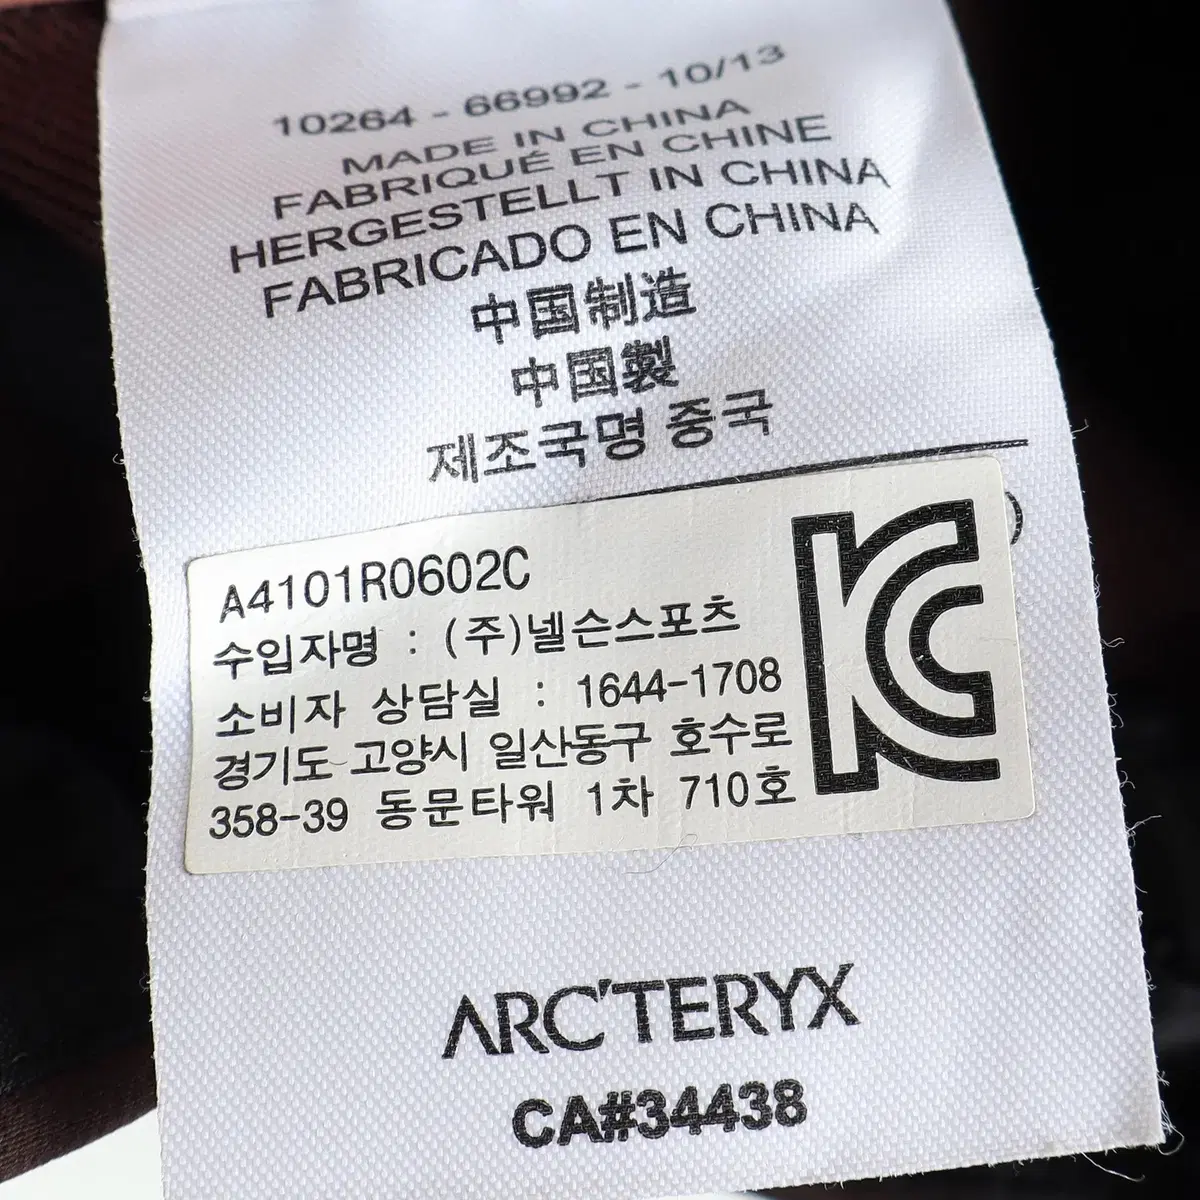 10264 - 66992 - 10/13
MADE IN CHINA
FABRIQUÉ EN CHINE
HERGESTELLT IN CHINA
FABRICADO EN CHINA
中国制造
中国製
제조국명 중국
A4101R0602C
수입자명 : (주)넬슨스포츠
소비자 상담실 : 1644-1708
경기도 고양시 일산동구 호수로
358-39 동문타워 1차 710호
KC
ARC'TERYX
CA#34438